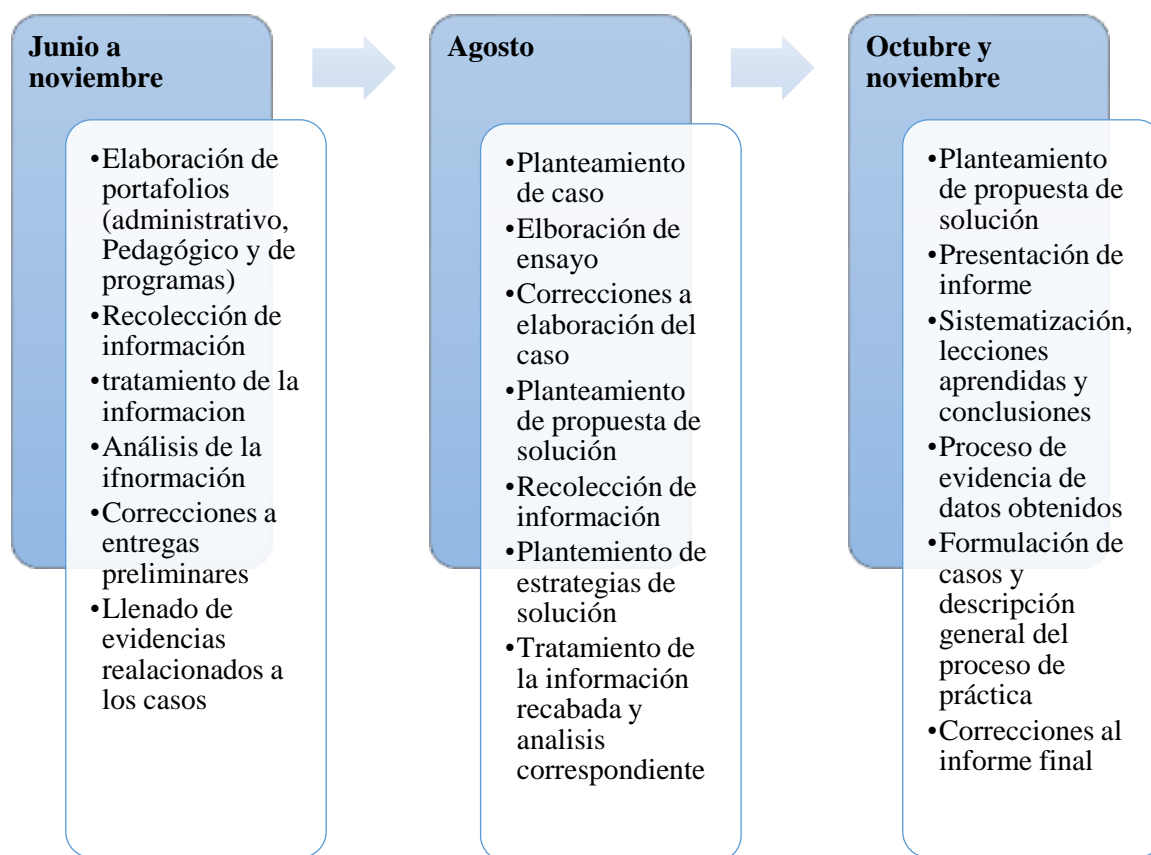 Junio a
noviembre
•Elaboración de
portafolios
(administrativo,
Pedagógico y de
programas)
•Recolección de
información
•tratamiento de la
informacion
•Análisis de la
ifnormación
•Correcciones a
entregas
preliminares
•Llenado de
evidencias
realacionados a
los casos
Agosto
•Planteamiento
de caso
•Elboración de
ensayo
•Correcciones a
elaboración del
caso
•Planteamiento
de propuesta de
solución
•Recolección de
información
•Plantemiento de
estrategias de
solución
•Tratamiento de
la información
recabada y
analisis
correspondiente
Octubre y
noviembre
•Planteamiento
de propuesta de
solución
•Presentación de
informe
•Sistematización,
lecciones
aprendidas y
conclusiones
•Proceso de
evidencia de
datos obtenidos
•Formulación de
casos y
descripción
general del
proceso de
práctica
•Correcciones al
informe final